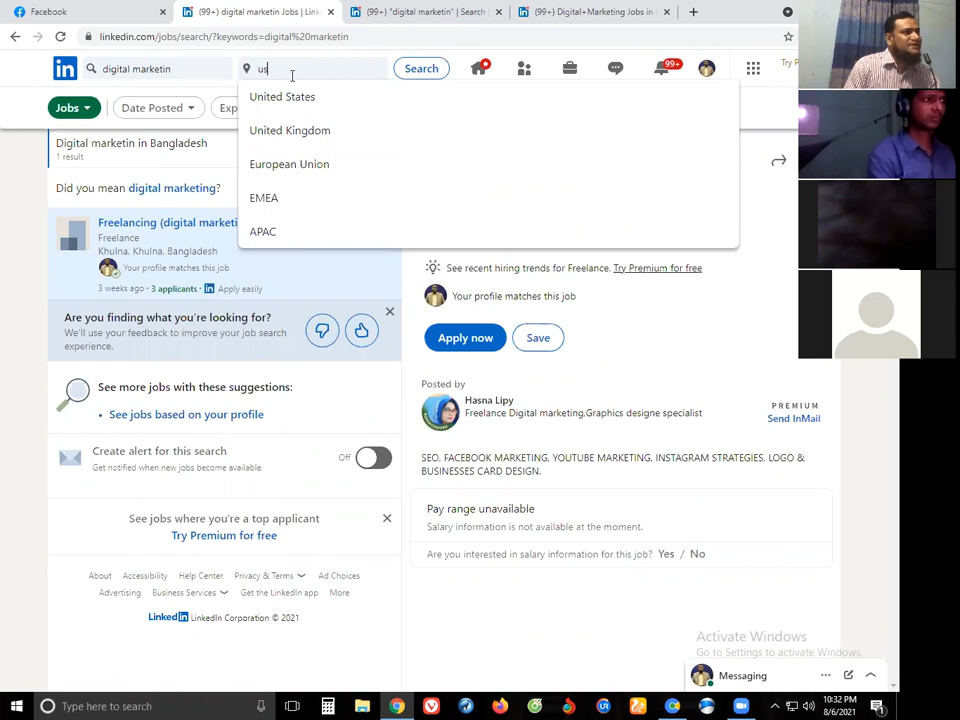 Facebook
(99+) digital marketin Jobs | Link
(99+) "digital marketin" | Search |
(99+) Digital+Marketing Jobs in
linkedin.com/jobs/search/?keywords=digital%20marketin
in
digital marketin
us
Search
99+
Try P
Jobs
Date Posted
Exp
United States
United Kingdom
European Union
EMEA
APAC
Digital marketin in Bangladesh
1 result
Did you mean digital marketing?
Freelancing (digital marketi
Freelance
Khulna, Khulna, Bangladesh
Your profile matches this job
3 weeks ago • 3 applicants • in Apply easily
Are you finding what you're looking for?
We'll use your feedback to improve your job search
experience.
See more jobs with these suggestions:
• See jobs based on your profile
Create alert for this search
Get notified when new jobs become available.
Off
See jobs where you're a top applicant
Try Premium for free
About Accessibility Help Center Privacy & Terms Ad Choices
Advertising Business Services Get the LinkedIn app More
LinkedIn LinkedIn Corporation © 2021
See recent hiring trends for Freelance. Try Premium for free
Your profile matches this job
Apply now
Save
Posted by
Hasna Lipy
Freelance Digital marketing,Graphics designe specialist
PREMIUM
Send InMail
SEO, FACEBOOK MARKETING, YOUTUBE MARKETING, INSTAGRAM STRATEGIES, LOGO &
BUSINESSES CARD DESIGN.
Pay range unavailable
Salary information is not available at the moment.
Are you interested in salary information for this job? Yes / No
Activate Windows
Go to Settings to activate Windows.
Messaging
Type here to search
10:32 PM
8/6/2021